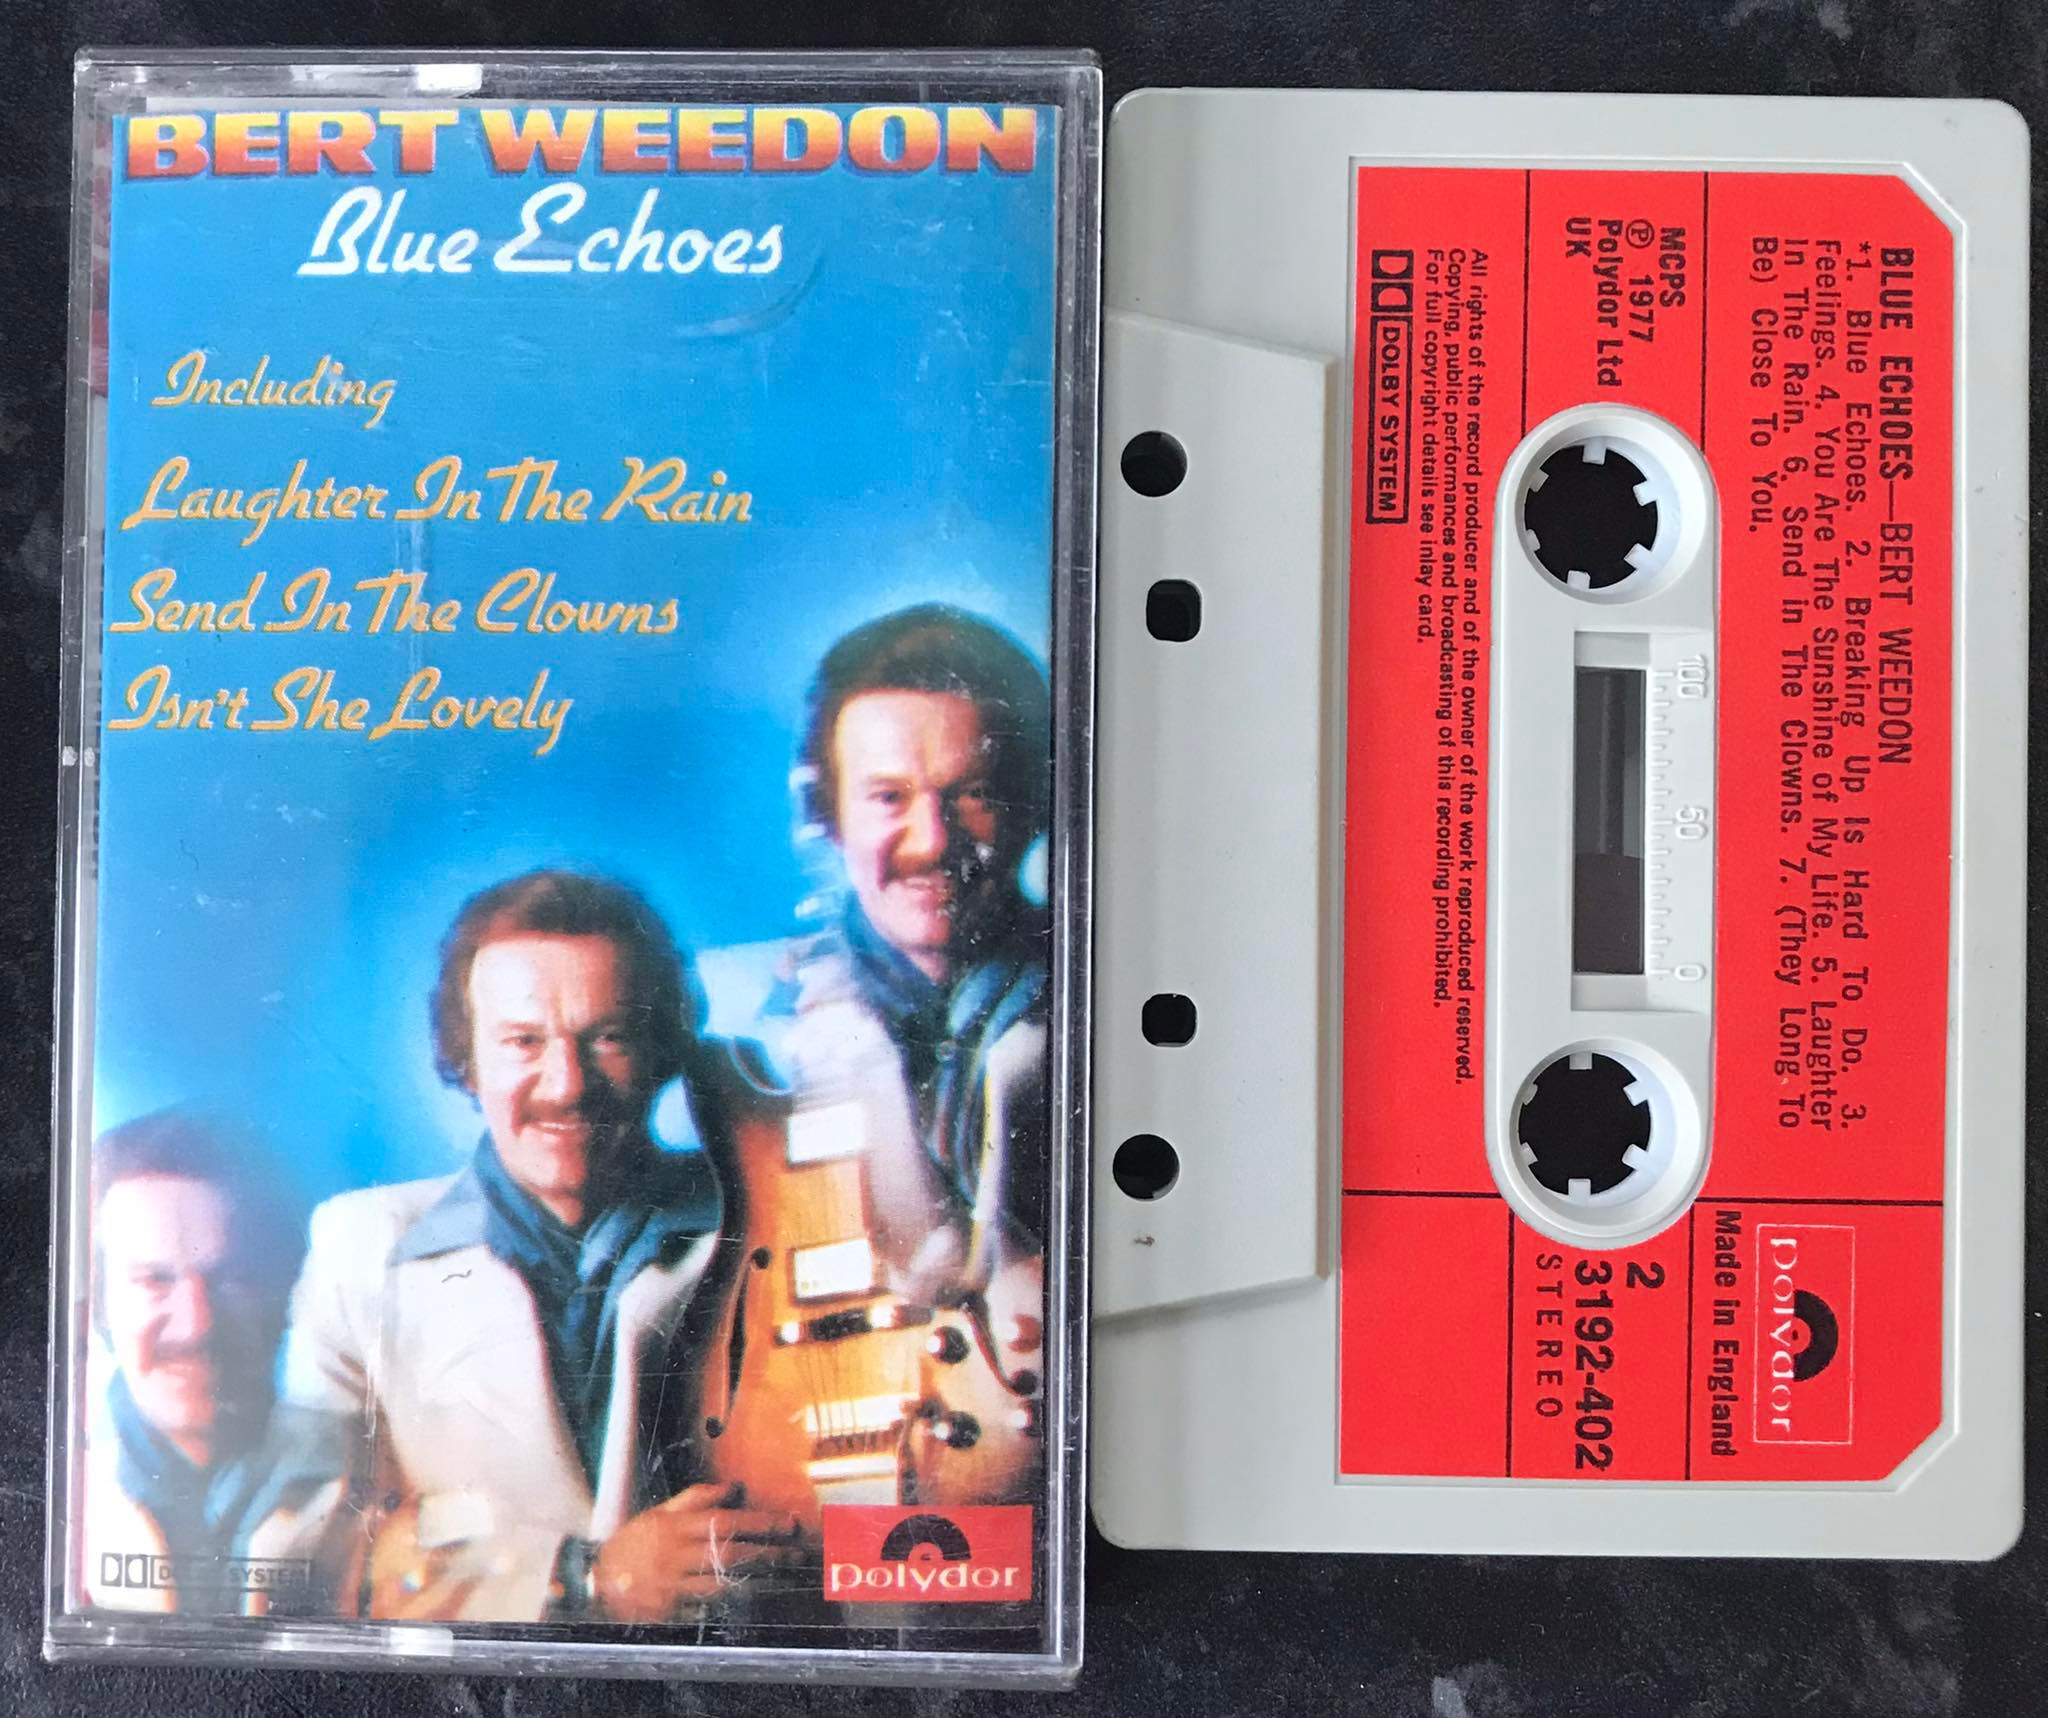 BERT WEEDON
Blue Echoes
Including
Laughter In The Rain
Send In The Clowns
Isn't She Lovely
DOLBY SYSTEM
polydor
BLUE ECHOES—BERT WEEDON
*1. Blue Echoes. 2. Breaking Up Is Hard To Do. 3.
Feelings. 4. You Are The Sunshine of My Life. 5. Laughter
In The Rain. 6. Send in The Clowns. 7. (They Long To
Be) Close To You.
MCPS
℗ 1977
Polydor Ltd
UK
100 50 0
All rights of the record producer and of the owner of the work reproduced reserved.
Copying, public performances and broadcasting of this recording prohibited.
For full copyright details see inlay card.
DOLBY SYSTEM
polydor
Made in England
2
3192-402
STEREO